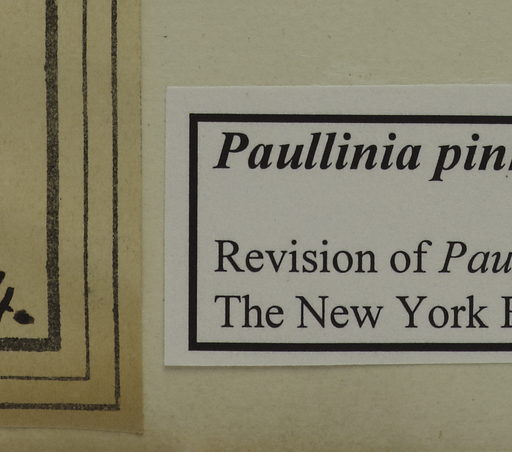 Paullinia pin
Revision of Pau
The New York